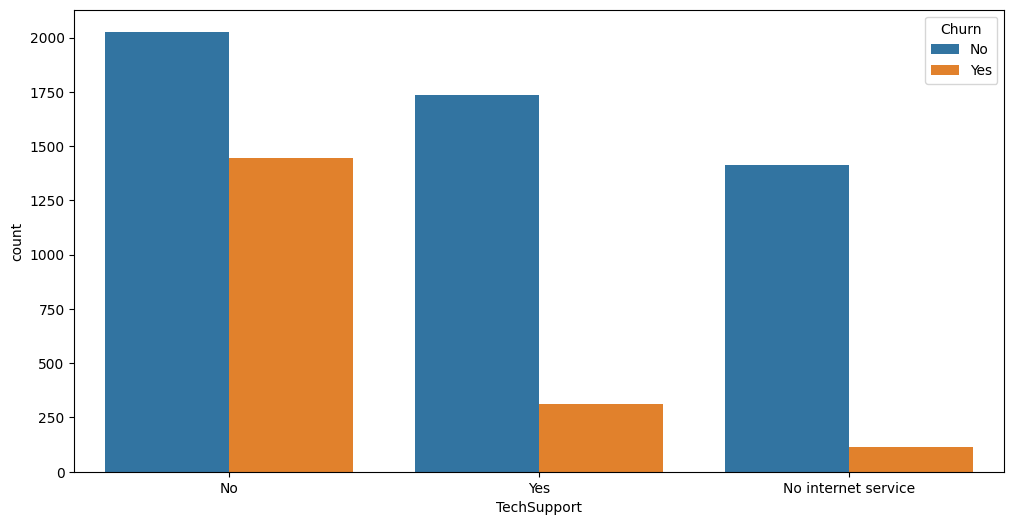 Churn
No
Yes
2000
1750
1500
1250
1000
750
500
250
0
count
No Yes No internet service
TechSupport